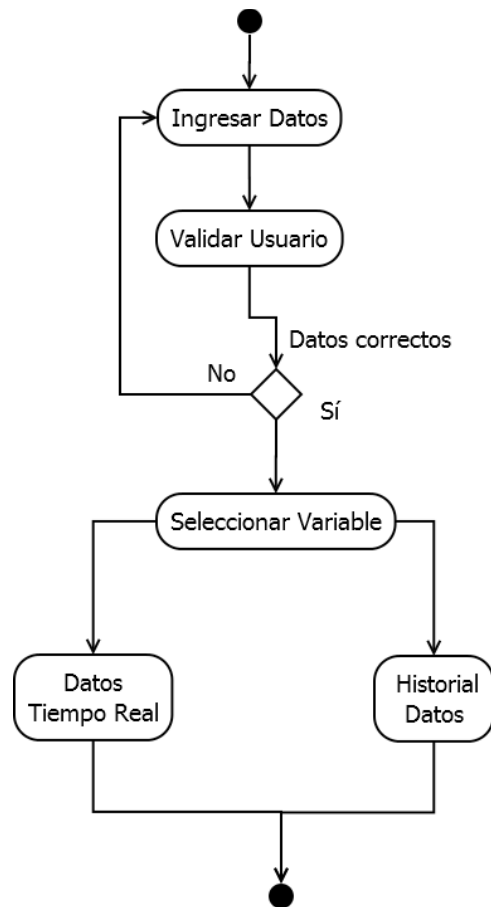 Ingresar Datos
Validar Usuario
Datos correctos
No
Sí
Seleccionar Variable
Datos
Tiempo Real
Historial
Datos